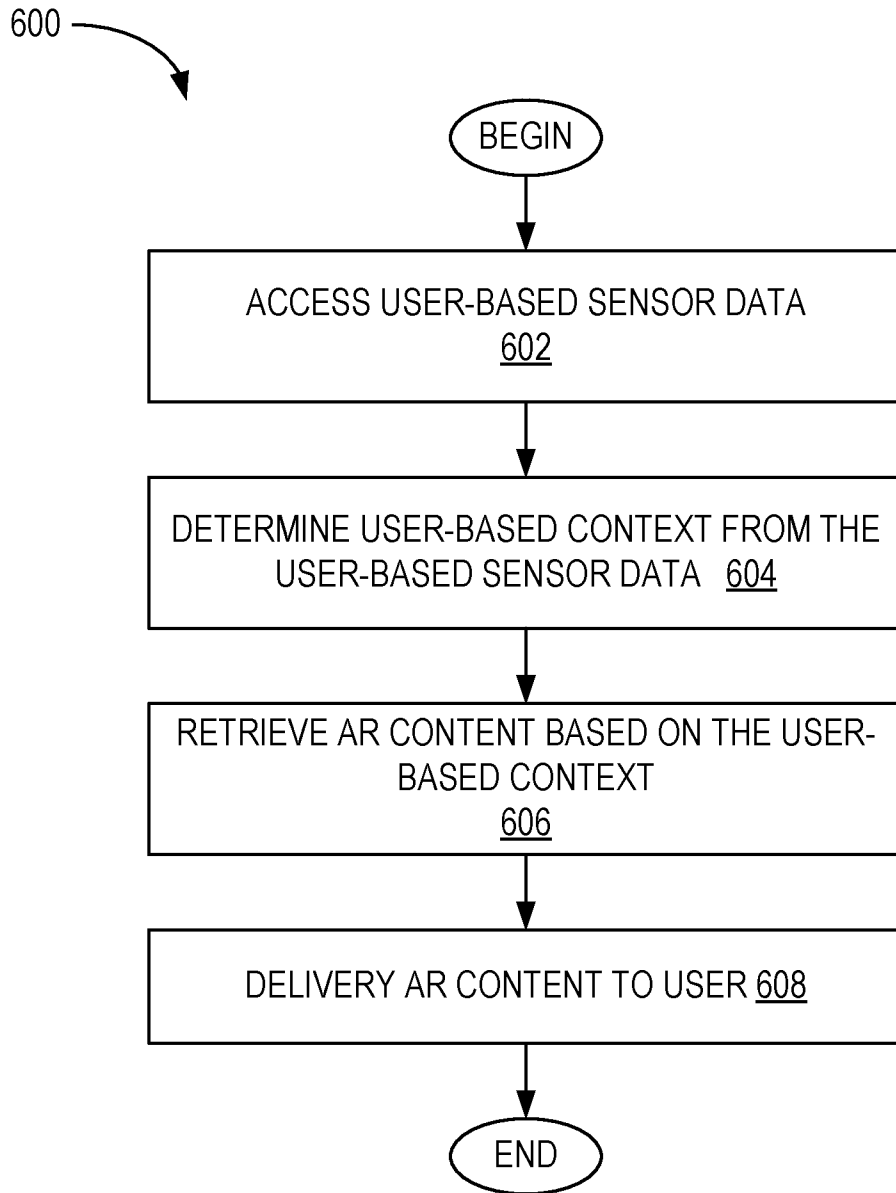 600
BEGIN
ACCESS USER-BASED SENSOR DATA
602
DETERMINE USER-BASED CONTEXT FROM THE
USER-BASED SENSOR DATA 604
RETRIEVE AR CONTENT BASED ON THE USER-
BASED CONTEXT
606
DELIVERY AR CONTENT TO USER 608
END